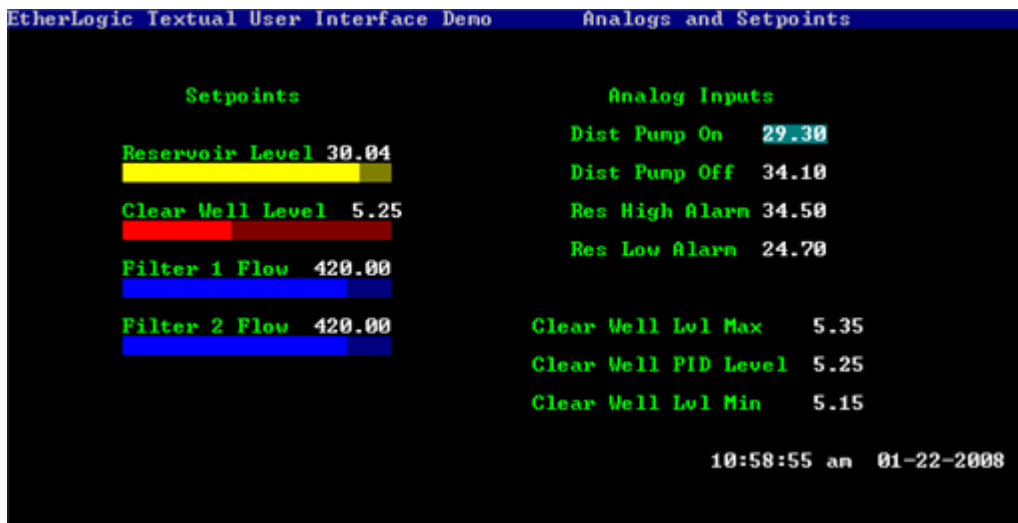 EtherLogic Textual User Interface Demo Analogs and Setpoints
Setpoints
Reservoir Level 30.04
Clear Well Level 5.25
Filter 1 Flow 420.00
Filter 2 Flow 420.00
Analog Inputs
Dist Pump On 29.30
Dist Pump Off 34.10
Res High Alarm 34.50
Res Low Alarm 24.70
Clear Well Lvl Max 5.35
Clear Well PID Level 5.25
Clear Well Lvl Min 5.15
10:58:55 am 01-22-2008